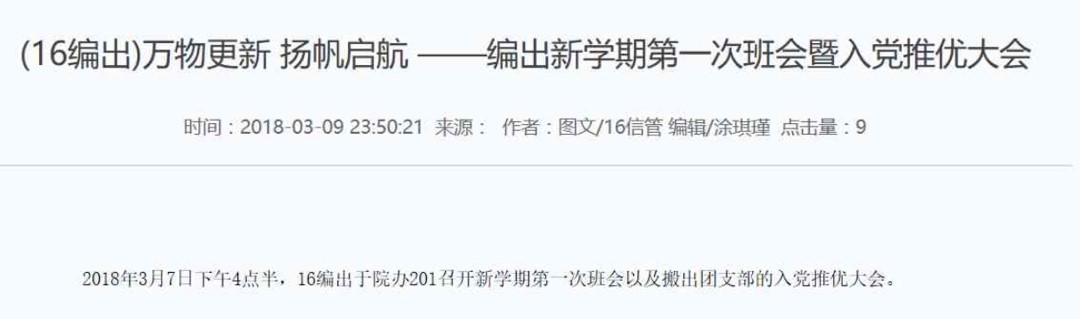 (16编出)万物更新 扬帆启航 ——编出新学期第一次班会暨入党推优大会
时间：2018-03-09 23:50:21 来源： 作者：图文/16信管 编辑/涂琪瑾 点击量：9
2018年3月7日下午4点半，16编出于院办201召开新学期第一次班会以及搬出团支部的入党推优大会。